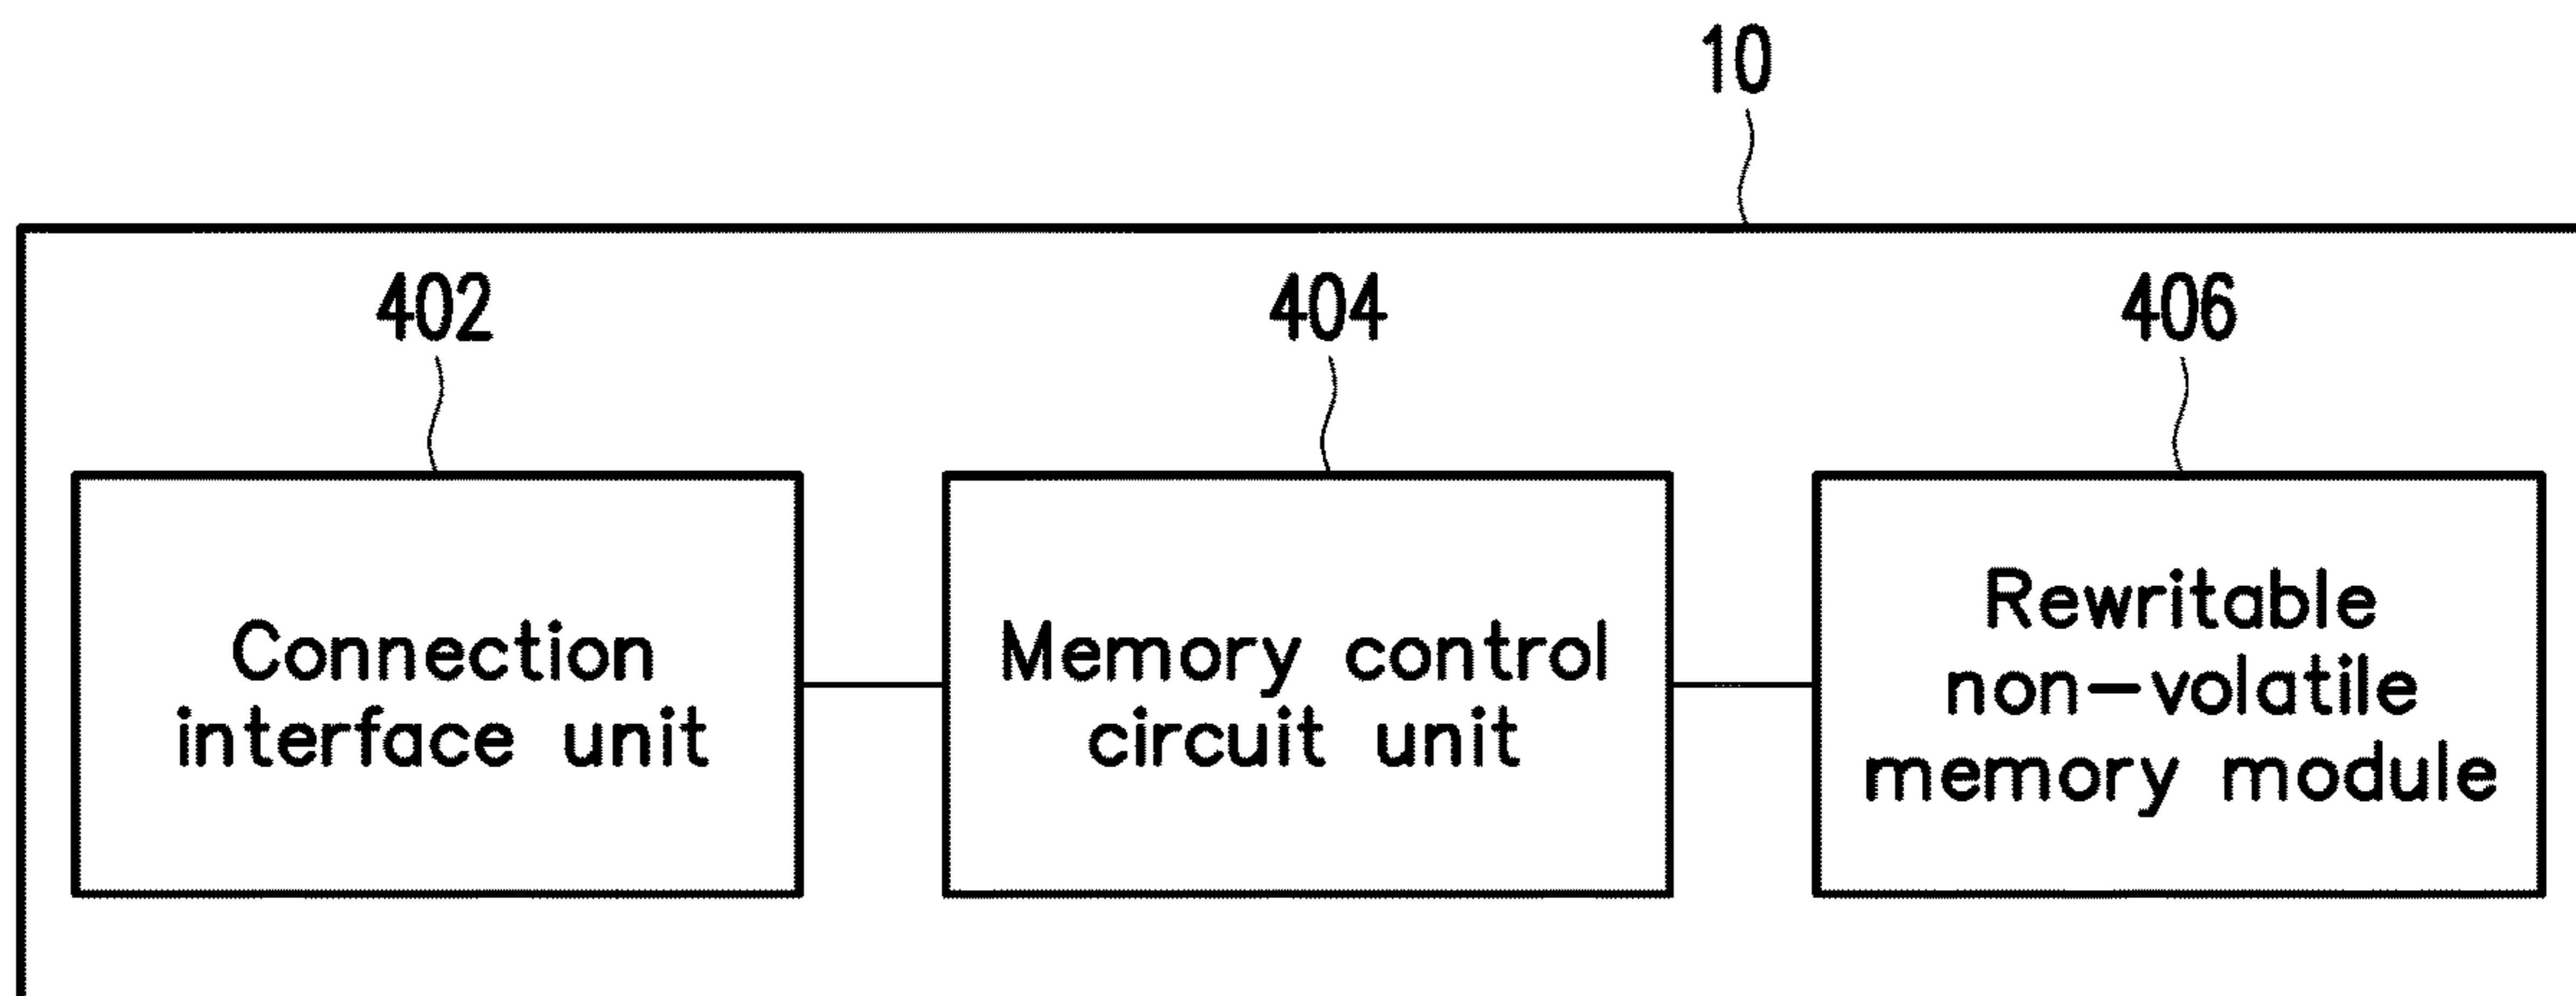 10
402
404
406
Connection
interface unit
Memory control
circuit unit
Rewritable
non-volatile
memory module